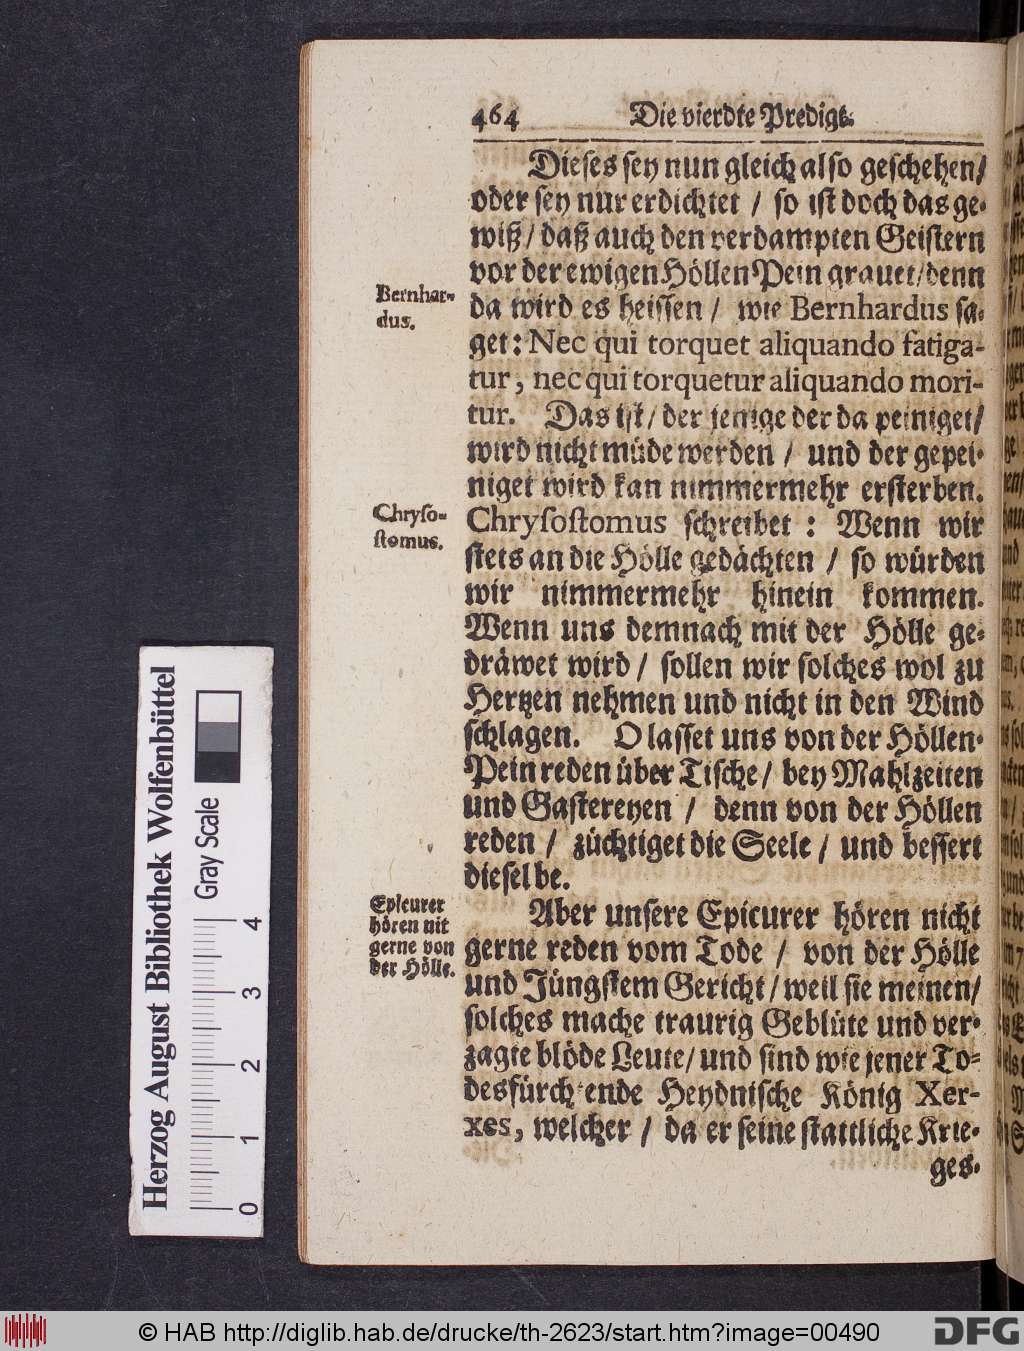 464 Die vierdte Predigt.
Dieses sey nun gleich also geschehen/
oder sey nur erdichtet / so ist doch das ge-
wiß / daß auch den verdampten Geistern
vor der ewigen Höllen Pein grauet/denn
Bernhar-
dus.
da wird es heissen / wie Bernhardus sa-
get: Nec qui torquet aliquando fatiga-
tur, nec qui torquetur aliquando mori-
tur. Das ist/ der jenige der da peiniget/
wird nicht müde werden / und der gepei-
niget wird kan nimmermehr ersterben.
Chryso-
stomus.
Chrysostomus schreibet : Wenn wir
stets an die Hölle gedächten / so würden
wir nimmermehr hinein kommen.
Wenn uns demnach mit der Hölle ge-
dräwet wird / sollen wir solches wol zu
Hertzen nehmen und nicht in den Wind
schlagen. O lasset uns von der Höllen-
Pein reden über Tische / bey Mahlzeiten
und Gastereyen / denn von der Höllen
reden / züchtiget die Seele / und bessert
dieselbe.
Epicurer
hören nit
gerne von
der Hölle.
Aber unsere Epicurer hören nicht
gerne reden vom Tode / von der Hölle
und Jüngstem Gericht / weil sie meinen/
solches mache traurig Geblüte und ver-
zagte blöde Leute/ und sind wie jener To-
desfürchtende Heydnische König Xer-
xes, welcher / da er seine stattliche Krie-
ges-
Herzog August Bibliothek Wolfenbüttel
Gray Scale
0 1 2 3 4
© HAB http://diglib.hab.de/drucke/th-2623/start.htm?image=00490
DFG